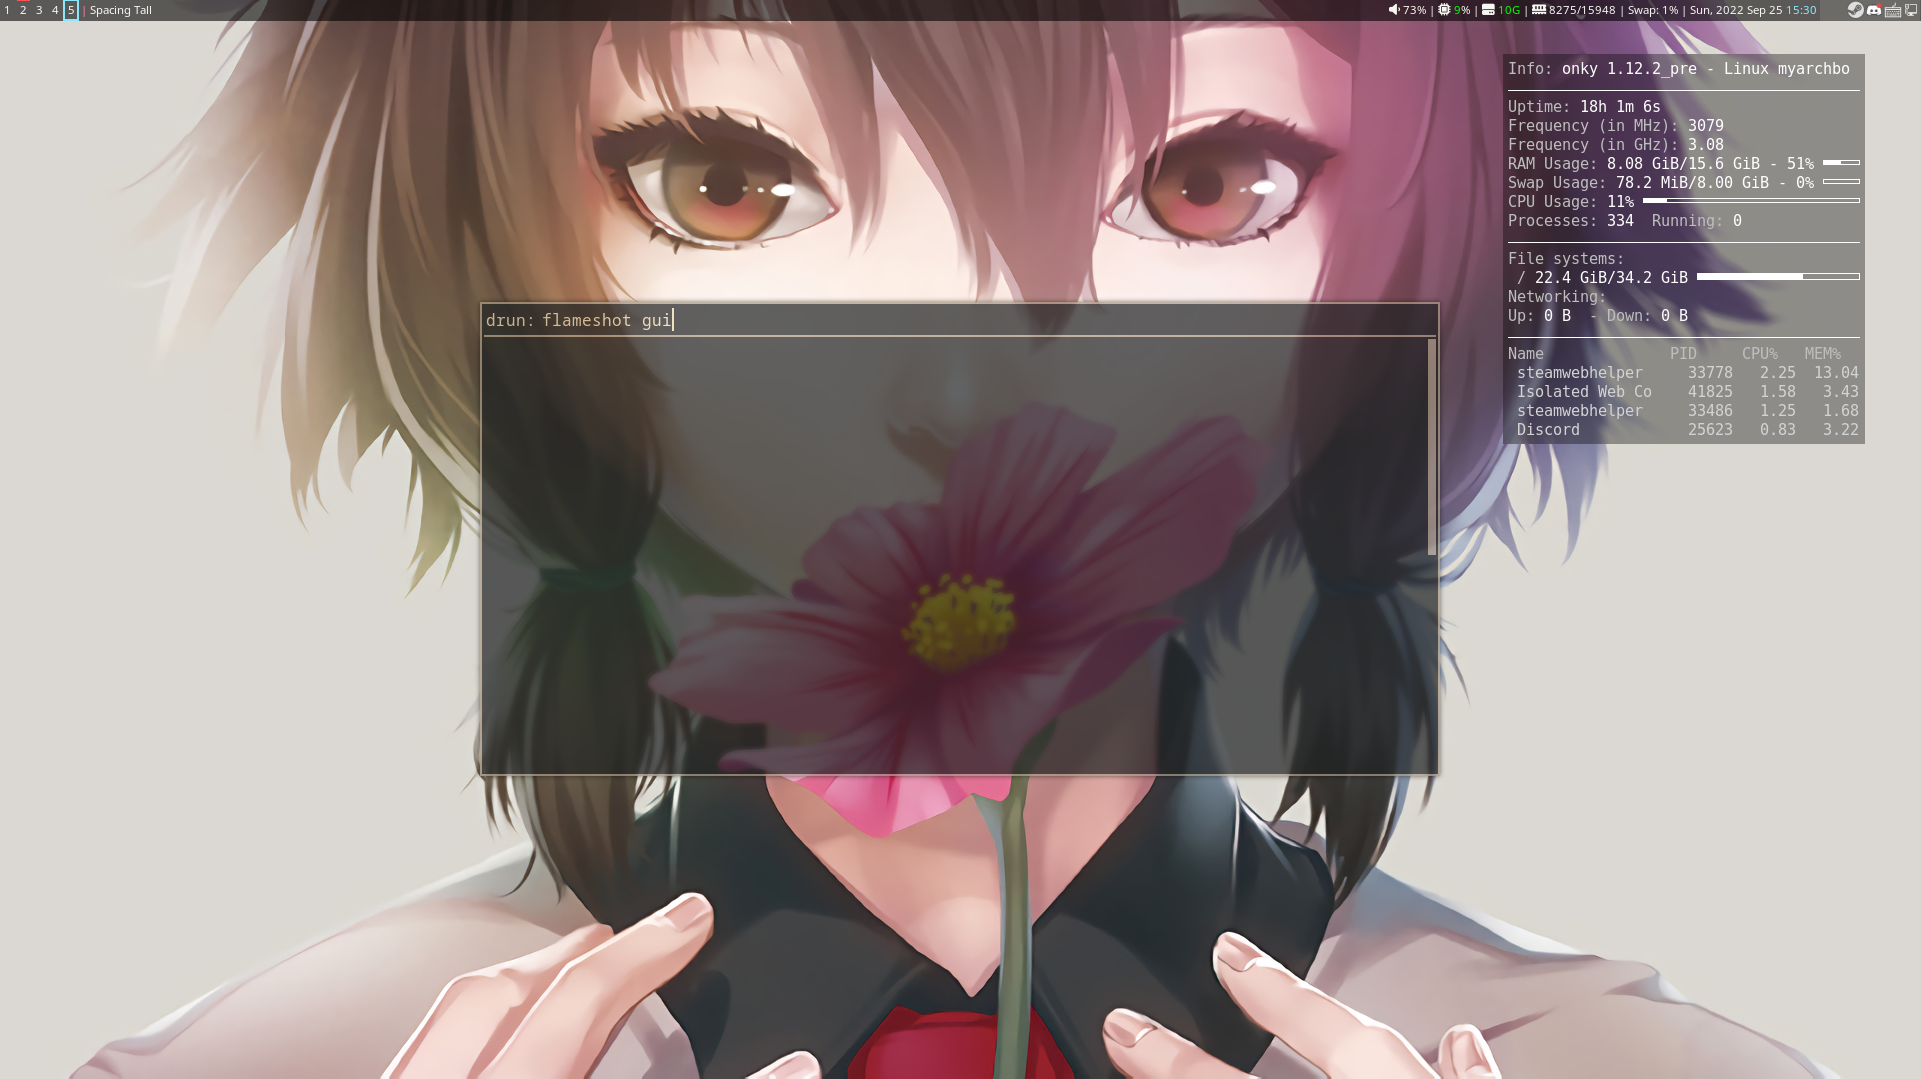 1 2 3 4 5 | Spacing Tall
73% | 9% | 10G | 8275/15948 | Swap: 1% | Sun, 2022 Sep 25 15:30
Info: onky 1.12.2_pre - Linux myarchbo
Uptime: 18h 1m 6s
Frequency (in MHz): 3079
Frequency (in GHz): 3.08
RAM Usage: 8.08 GiB/15.6 GiB - 51%
Swap Usage: 78.2 MiB/8.00 GiB - 0%
CPU Usage: 11%
Processes: 334 Running: 0
File systems:
/ 22.4 GiB/34.2 GiB
Networking:
Up: 0 B - Down: 0 B
Name PID CPU% MEM%
steamwebhelper 33778 2.25 13.04
Isolated Web Co 41825 1.58 3.43
steamwebhelper 33486 1.25 1.68
Discord 25623 0.83 3.22
drun: flameshot gui